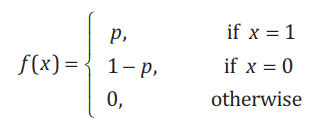 p, if x = 1
f(x) = { 1 − p, if x = 0
0, otherwise